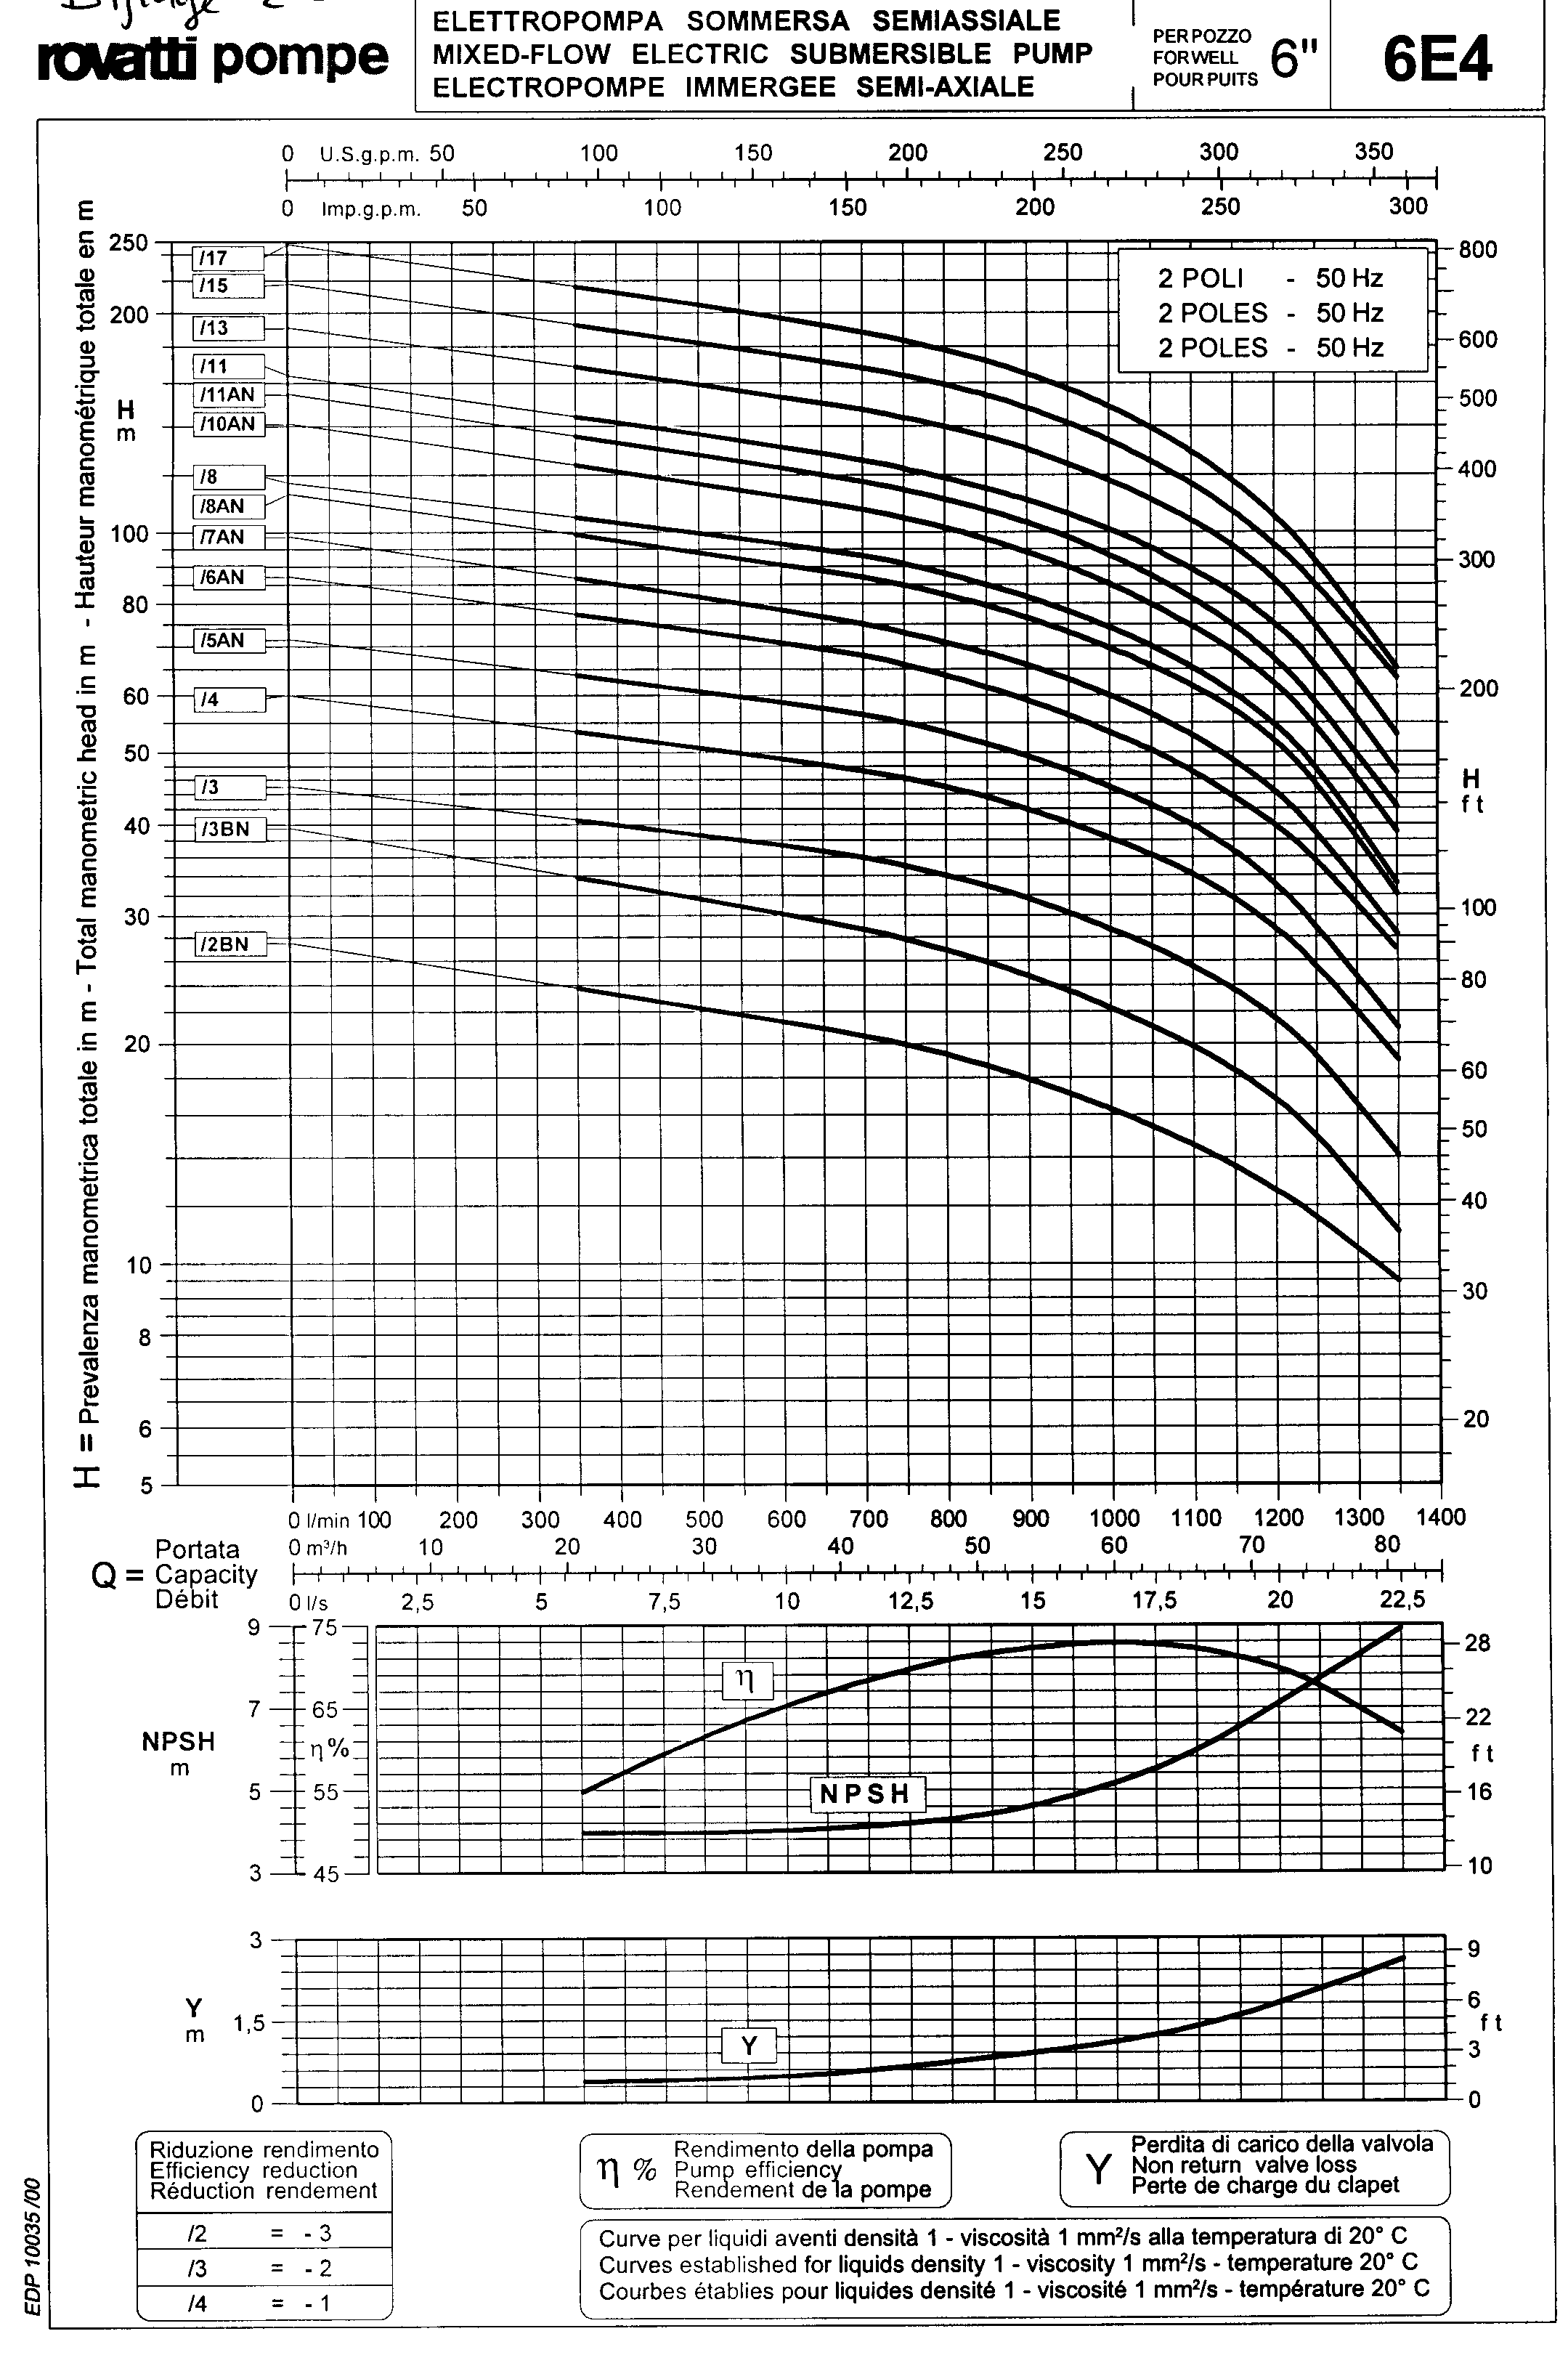 rovatti pompe
ELETTROPOMPA SOMMERSA SEMIASSIALE
MIXED-FLOW ELECTRIC SUBMERSIBLE PUMP
ELECTROPOMPE IMMERGEE SEMI-AXIALE
PER POZZO
FOR WELL
POUR PUITS
6"
6E4
0 U.S.g.p.m. 50 100 150 200 250 300 350
0 Imp.g.p.m. 50 100 150 200 250 300
H = Prevalenza manometrica totale in m - Total manometric head in m - Hauteur manométrique totale en m
H
m
250
200
100
80
60
50
40
30
20
10
8
6
5
/17
/15
/13
/11
/11AN
/10AN
/8
/8AN
/7AN
/6AN
/5AN
/4
/3
/3BN
/2BN
2 POLI - 50 Hz
2 POLES - 50 Hz
2 POLES - 50 Hz
800
600
500
400
300
200
H
ft
100
80
60
50
40
30
20
0 l/min 100 200 300 400 500 600 700 800 900 1000 1100 1200 1300 1400
0 m³/h 10 20 30 40 50 60 70 80
0 l/s 2,5 5 7,5 10 12,5 15 17,5 20 22,5
Q =
Portata
Capacity
Débit
9
7
NPSH
m
5
3
75
65
η%
55
45
η
NPSH
28
22
ft
16
10
3
Y
m
1,5
0
Y
9
6
ft
3
0
Riduzione rendimento
Efficiency reduction
Réduction rendement
/2 = - 3
/3 = - 2
/4 = - 1
η %
Rendimento della pompa
Pump efficiency
Rendement de la pompe
Y
Perdita di carico della valvola
Non return valve loss
Perte de charge du clapet
Curve per liquidi aventi densità 1 - viscosità 1 mm²/s alla temperatura di 20° C
Curves established for liquids density 1 - viscosity 1 mm²/s - temperature 20° C
Courbes établies pour liquides densité 1 - viscosité 1 mm²/s - température 20° C
EDP 10035 /00